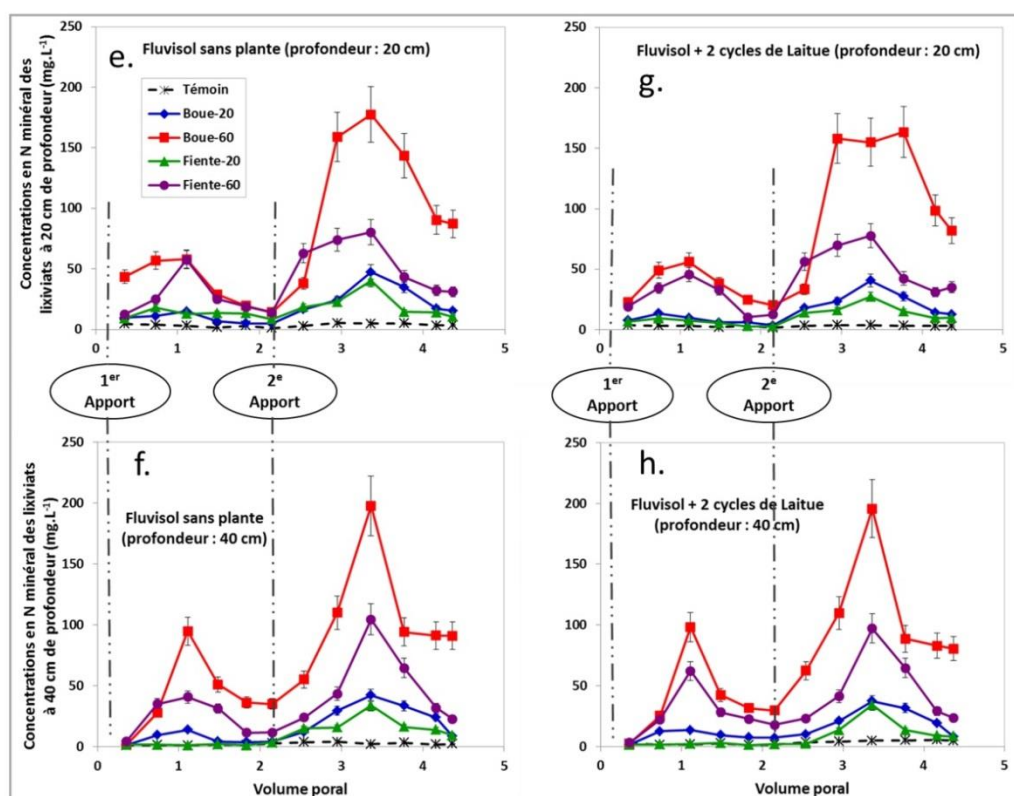 e.
Fluvisol sans plante (profondeur : 20 cm)
Concentrations en N minéral des
lixiviats à 20 cm de profondeur (mg.L-1)
250
200
150
100
50
0
Témoin
Boue-20
Boue-60
Fiente-20
Fiente-60
0 1 2 3 4 5
g.
Fluvisol + 2 cycles de Laitue (profondeur : 20 cm)
250
200
150
100
50
0
0 1 2 3 4 5
1er
Apport
2e
Apport
1er
Apport
2e
Apport
f.
Fluvisol sans plante
(profondeur : 40 cm)
Concentrations en N minéral des lixiviats
à 40 cm de profondeur (mg.L-1)
250
200
150
100
50
0
0 1 2 3 4 5
Volume poral
h.
Fluvisol + 2 cycles de Laitue
(profondeur : 40 cm)
250
200
150
100
50
0
0 1 2 3 4 5
Volume poral